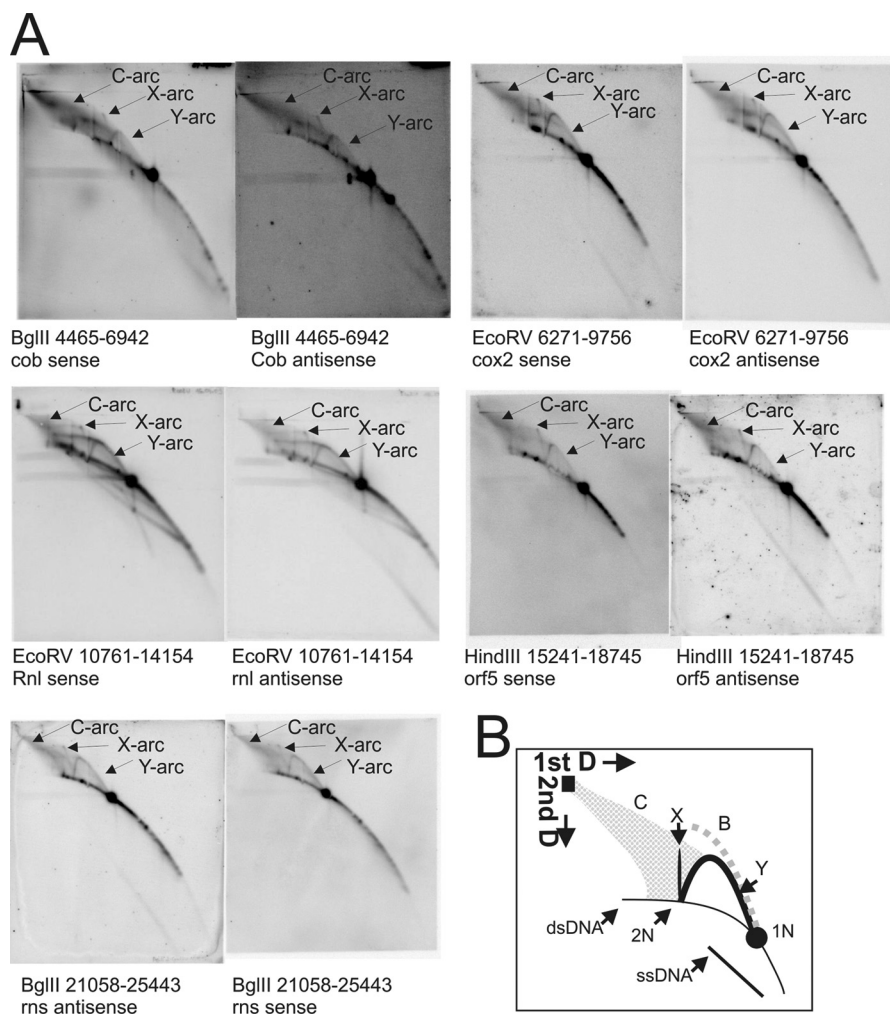 A
C-arc
X-arc
Y-arc
C-arc
X-arc
Y-arc
C-arc
X-arc
Y-arc
C-arc
X-arc
Y-arc
BglII 4465-6942
cob sense
BglII 4465-6942
Cob antisense
EcoRV 6271-9756
cox2 sense
EcoRV 6271-9756
cox2 antisense
C-arc
X-arc
Y-arc
C-arc
X-arc
Y-arc
C-arc
X-arc
Y-arc
C-arc
X-arc
Y-arc
EcoRV 10761-14154
Rnl sense
EcoRV 10761-14154
rnl antisense
HindIII 15241-18745
orf5 sense
HindIII 15241-18745
orf5 antisense
C-arc
X-arc
Y-arc
C-arc
X-arc
Y-arc
BglII 21058-25443
rns antisense
BglII 21058-25443
rns sense
B
1st D
2nd D
C
X
B
Y
dsDNA
2N
1N
ssDNA